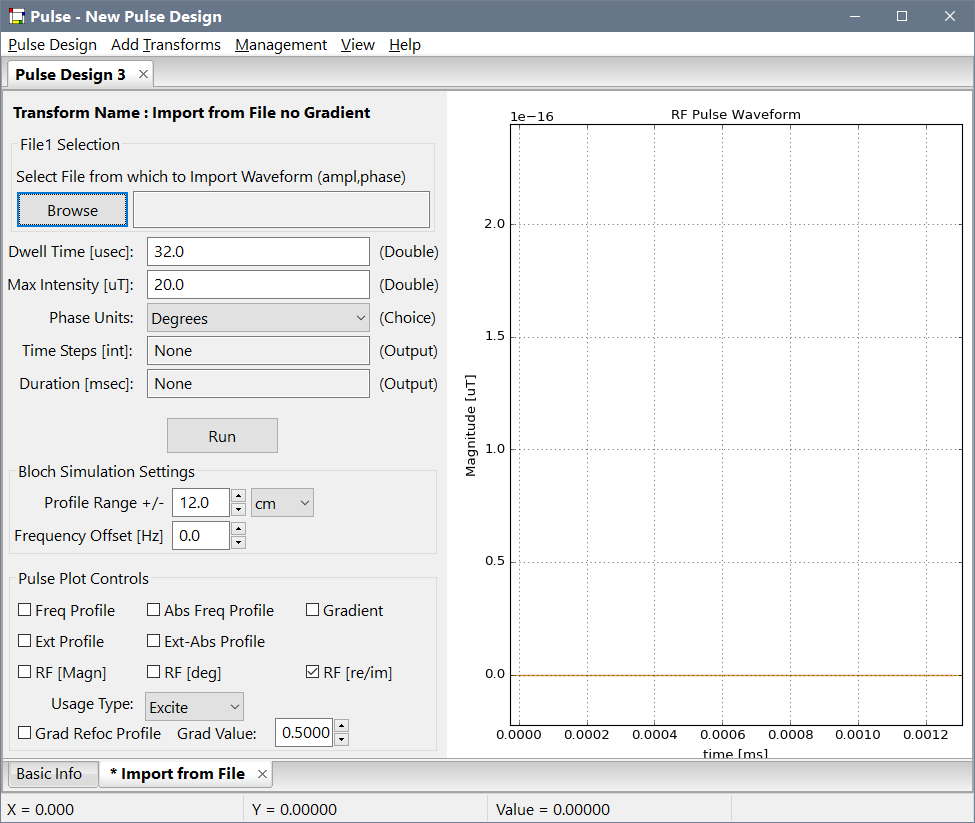 Pulse - New Pulse Design
Pulse Design Add Transforms Management View Help
Pulse Design 3
Transform Name : Import from File no Gradient
File1 Selection
Select File from which to Import Waveform (ampl,phase)
Browse
Dwell Time [usec]: 32.0 (Double)
Max Intensity [uT]: 20.0 (Double)
Phase Units: Degrees (Choice)
Time Steps [int]: None (Output)
Duration [msec]: None (Output)
Run
Bloch Simulation Settings
Profile Range +/- 12.0 cm
Frequency Offset [Hz] 0.0
Pulse Plot Controls
Freq Profile Abs Freq Profile Gradient
Ext Profile Ext-Abs Profile
RF [Magn] RF [deg] RF [re/im]
Usage Type: Excite
Grad Refoc Profile Grad Value: 0.5000
1e−16 RF Pulse Waveform
2.0
1.5
1.0
0.5
0.0
Magnitude [uT]
0.0000 0.0002 0.0004 0.0006 0.0008 0.0010 0.0012
time [ms]
Basic Info * Import from File
X = 0.000 Y = 0.00000 Value = 0.00000